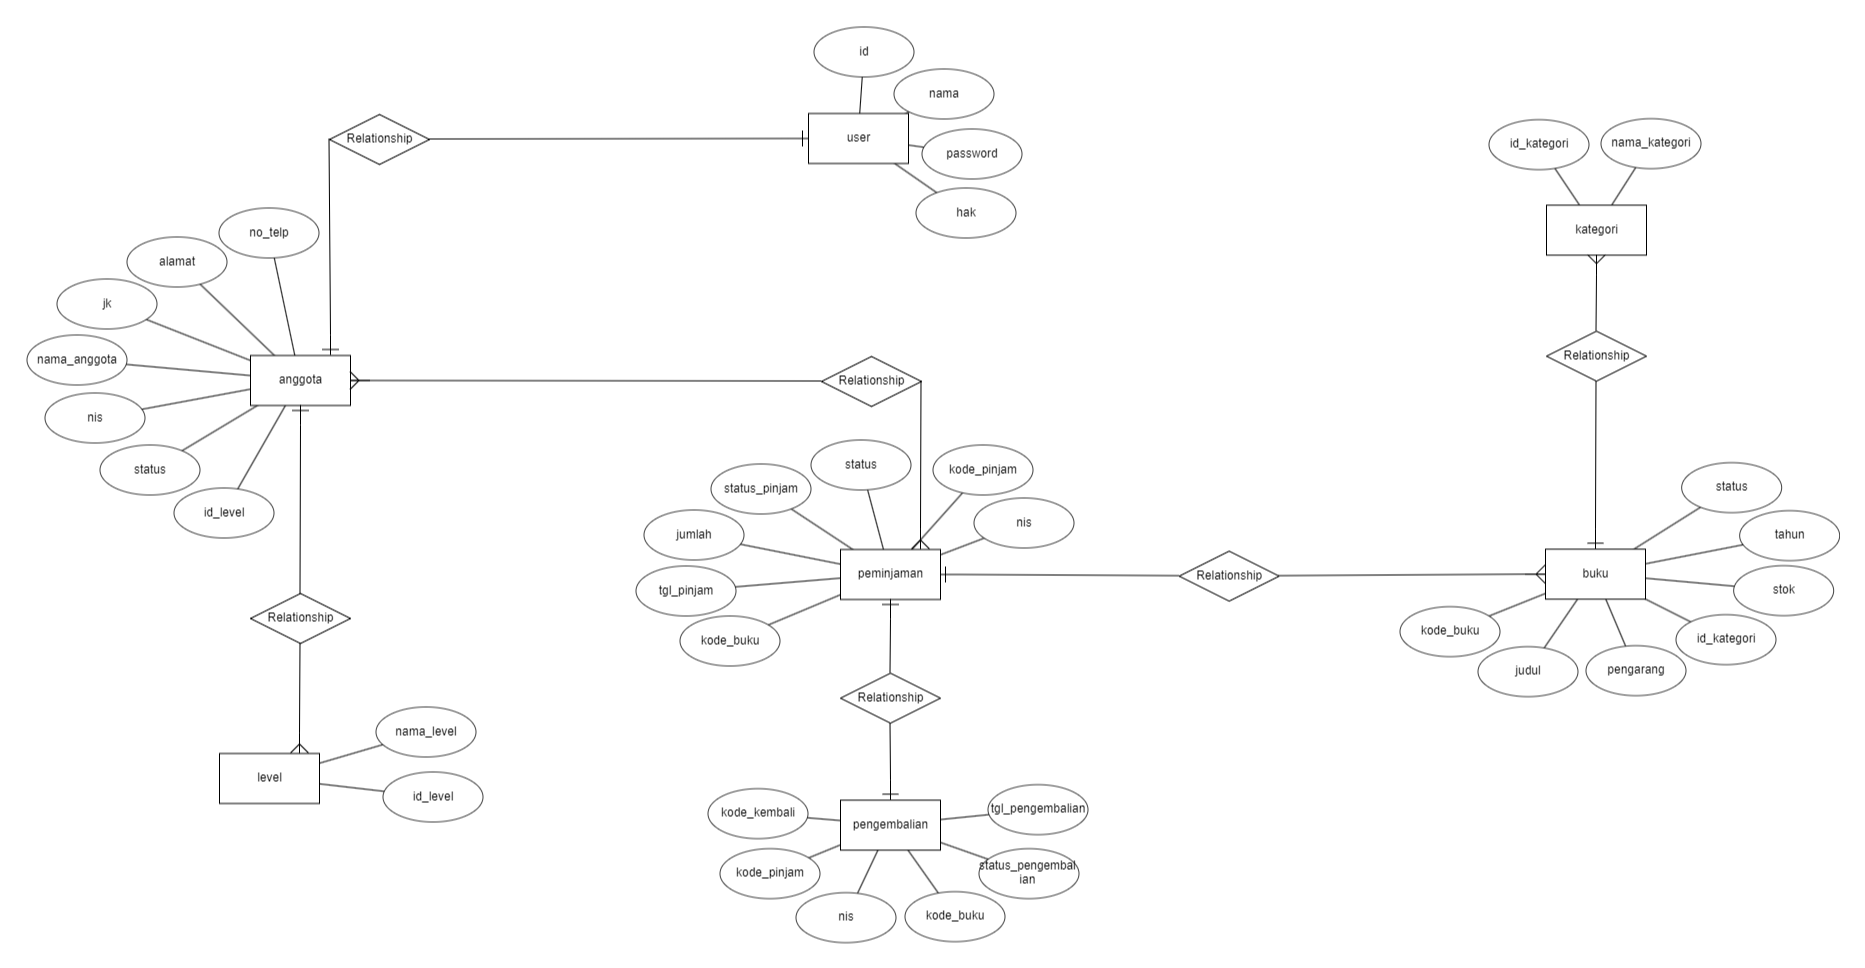 id
nama
Relationship
user
password
hak
id_kategori
nama_kategori
kategori
no_telp
alamat
jk
nama_anggota
anggota
nis
status
id_level
Relationship
Relationship
status
kode_pinjam
status_pinjam
nis
jumlah
peminjaman
tgl_pinjam
kode_buku
Relationship
Relationship
status
tahun
buku
stok
kode_buku
id_kategori
judul
pengarang
Relationship
nama_level
level
id_level
Relationship
kode_kembali
tgl_pengembalian
pengembalian
kode_pinjam
status_pengembal
ian
nis
kode_buku